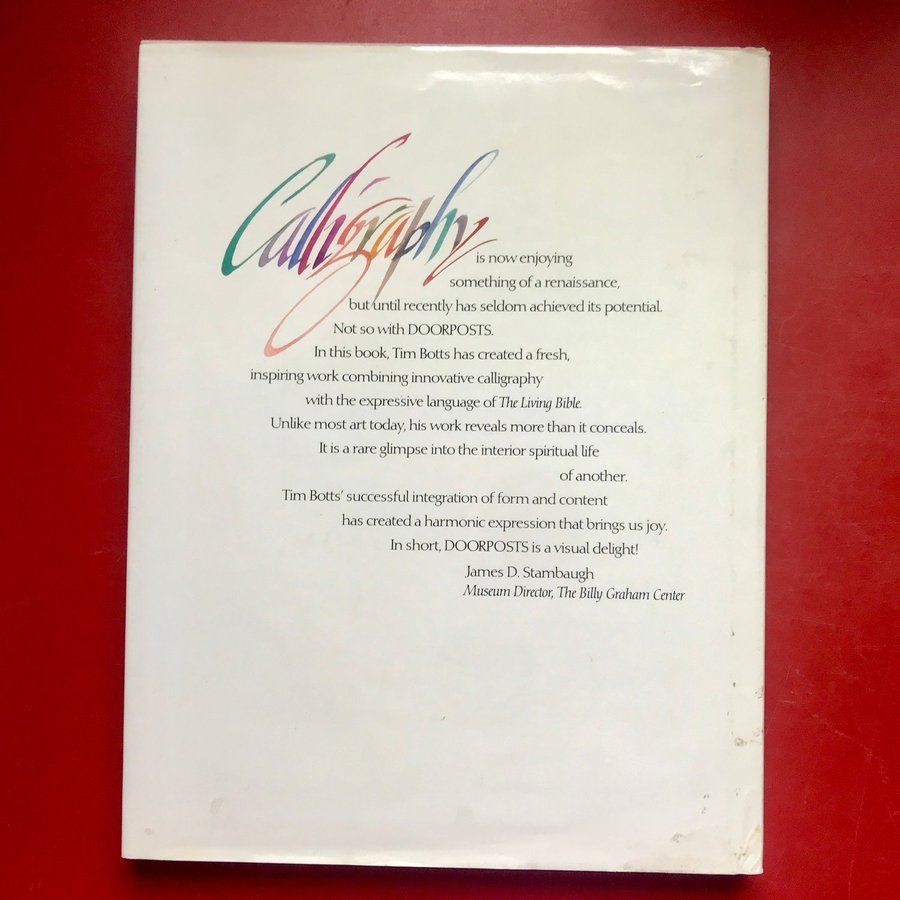 Calligraphy is now enjoying
something of a renaissance,
but until recently has seldom achieved its potential.
Not so with DOORPOSTS.
In this book, Tim Botts has created a fresh,
inspiring work combining innovative calligraphy
with the expressive language of The Living Bible.
Unlike most art today, his work reveals more than it conceals.
It is a rare glimpse into the interior spiritual life
of another.
Tim Botts' successful integration of form and content
has created a harmonic expression that brings us joy.
In short, DOORPOSTS is a visual delight!
James D. Stambaugh
Museum Director, The Billy Graham Center